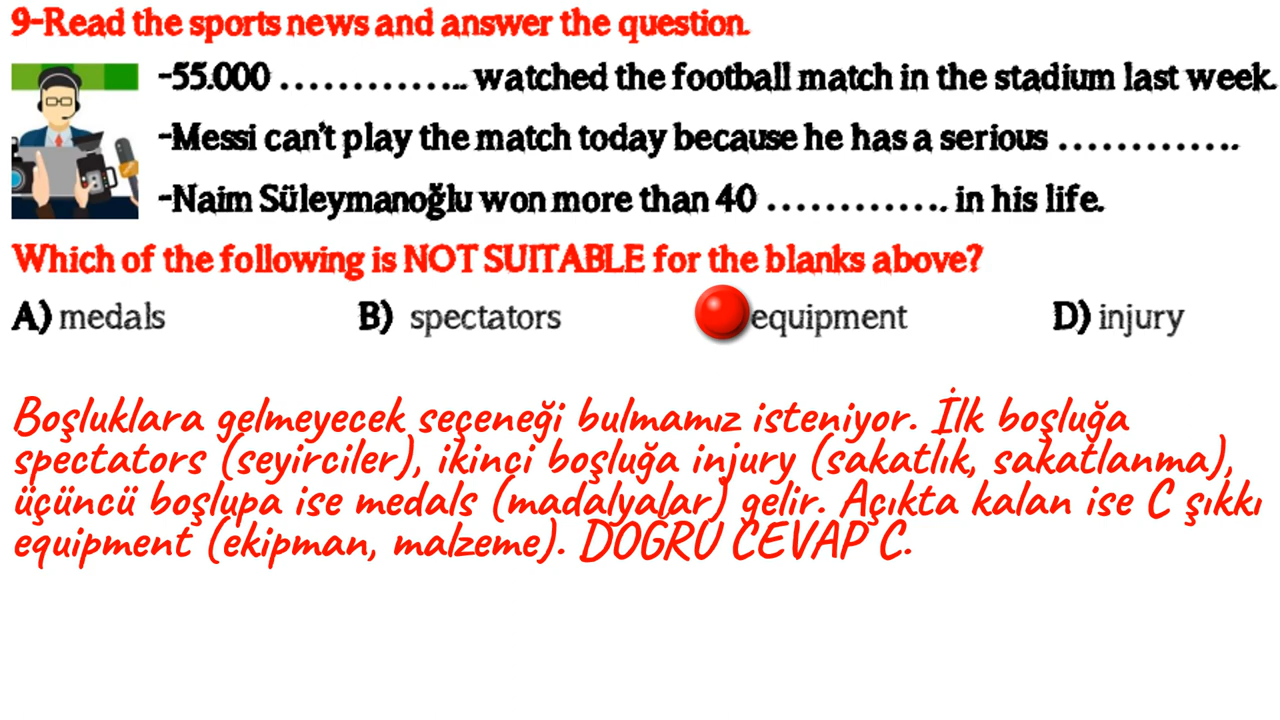 9-Read the sports news and answer the question.
-55.000 ………….. watched the football match in the stadium last week.
-Messi can't play the match today because he has a serious ………….
-Naim Süleymanoğlu won more than 40 …………. in his life.
Which of the following is NOT SUITABLE for the blanks above?
A) medals B) spectators equipment D) injury
Boşluklara gelmeyecek seçeneği bulmamız isteniyor. İlk boşluğa
spectators (seyirciler), ikinci boşluğa injury (sakatlık, sakatlanma),
üçüncü boşlupa ise medals (madalyalar) gelir. Açıkta kalan ise C şıkkı
equipment (ekipman, malzeme). DOĞRU CEVAP C.